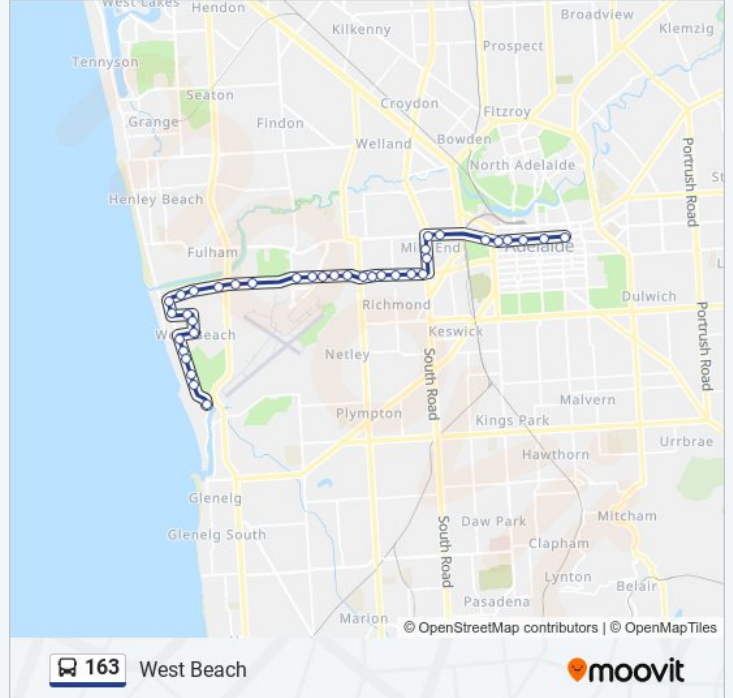 West Lakes
Hendon
Broadview
Klemzig
Kilkenny
Prospect
Tennyson
Seaton
Croydon
Fitzroy
Grange
Findon
Bowden
Welland
North Adelaide
Portrush Road
St
Henley Beach
Mile End
Adelaide
Fulham
Dulwich
Richmond
West Beach
Keswick
Portrush Road
Netley
South Road
Malvern
Plympton
Kings Park
Urrbrae
Hawthorn
Glenelg
Mitcham
Daw Park
Glenelg South
South Road
Clapham
Lynton
Belair
Pasadena
Marion
© OpenStreetMap contributors | © OpenMapTiles
163 West Beach
moovit